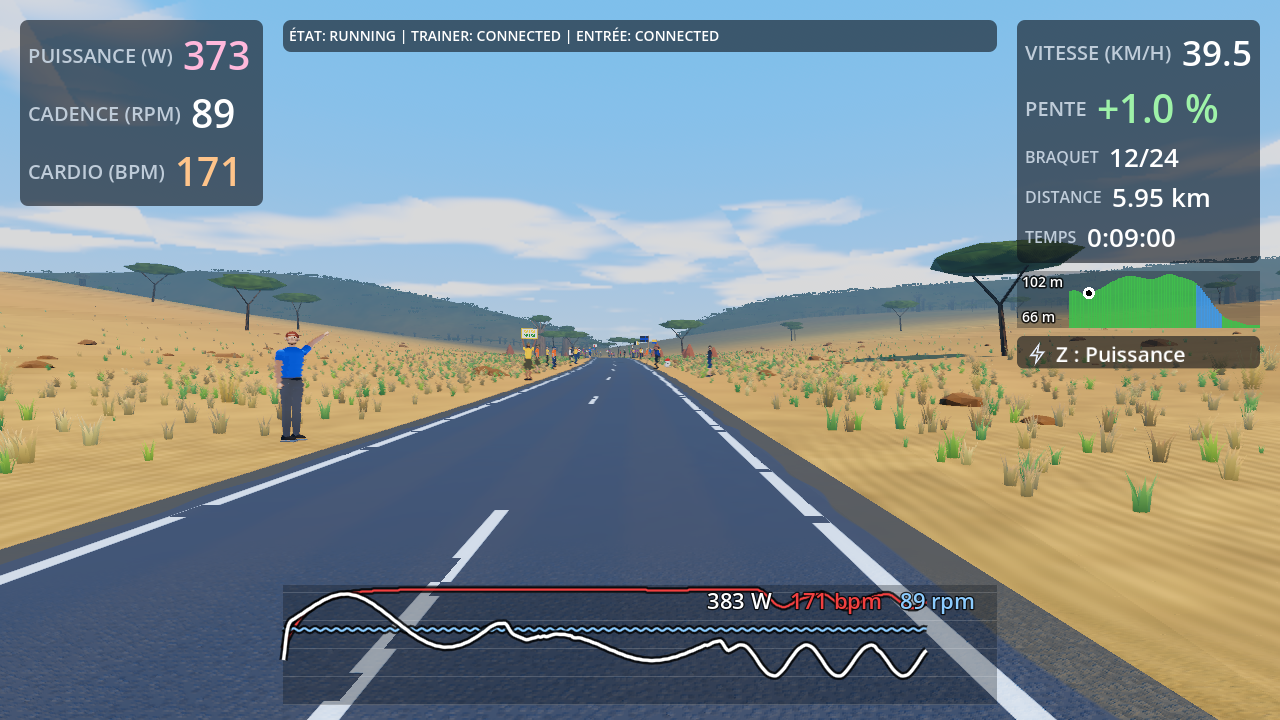 PUISSANCE (W) 373
CADENCE (RPM) 89
CARDIO (BPM) 171
ÉTAT: RUNNING | TRAINER: CONNECTED | ENTRÉE: CONNECTED
VITESSE (KM/H) 39.5
PENTE +1.0 %
BRAQUET 12/24
DISTANCE 5.95 km
TEMPS 0:09:00
102 m
66 m
Z : Puissance
383 W 171 bpm 89 rpm